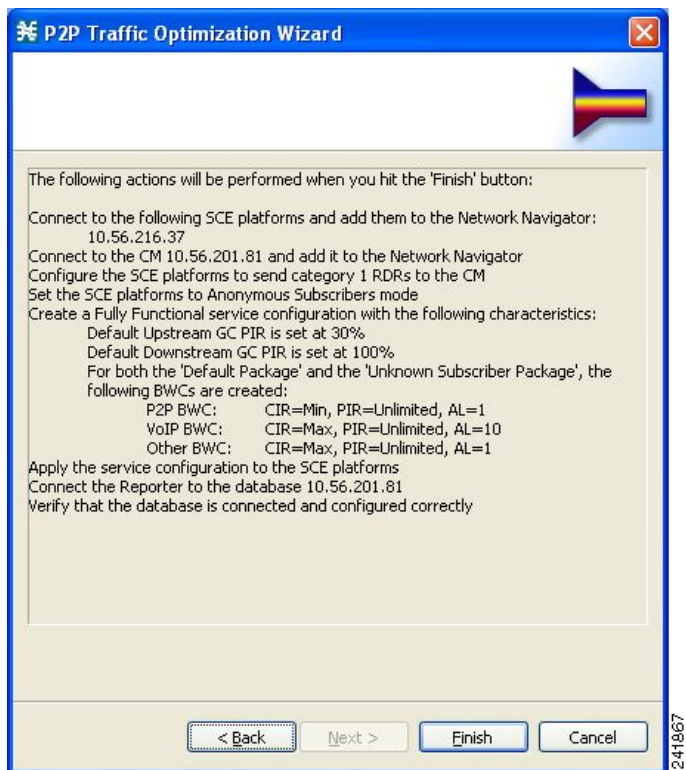 P2P Traffic Optimization Wizard
The following actions will be performed when you hit the 'Finish' button:
Connect to the following SCE platforms and add them to the Network Navigator:
10.56.216.37
Connect to the CM 10.56.201.81 and add it to the Network Navigator
Configure the SCE platforms to send category 1 RDRs to the CM
Set the SCE platforms to Anonymous Subscribers mode
Create a Fully Functional service configuration with the following characteristics:
Default Upstream GC PIR is set at 30%
Default Downstream GC PIR is set at 100%
For both the 'Default Package' and the 'Unknown Subscriber Package', the
following BWCs are created:
P2P BWC: CIR=Min, PIR=Unlimited, AL=1
VoIP BWC: CIR=Max, PIR=Unlimited, AL=10
Other BWC: CIR=Max, PIR=Unlimited, AL=1
Apply the service configuration to the SCE platforms
Connect the Reporter to the database 10.56.201.81
Verify that the database is connected and configured correctly
< Back Next > Finish Cancel
241867